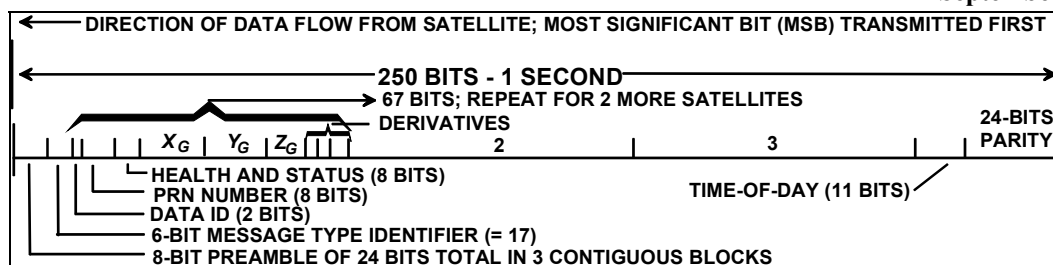 DIRECTION OF DATA FLOW FROM SATELLITE; MOST SIGNIFICANT BIT (MSB) TRANSMITTED FIRST
250 BITS - 1 SECOND
67 BITS; REPEAT FOR 2 MORE SATELLITES
DERIVATIVES
24-BITS
PARITY
XG YG ZG 2 3
HEALTH AND STATUS (8 BITS)
PRN NUMBER (8 BITS)
TIME-OF-DAY (11 BITS)
DATA ID (2 BITS)
6-BIT MESSAGE TYPE IDENTIFIER (= 17)
8-BIT PREAMBLE OF 24 BITS TOTAL IN 3 CONTIGUOUS BLOCKS